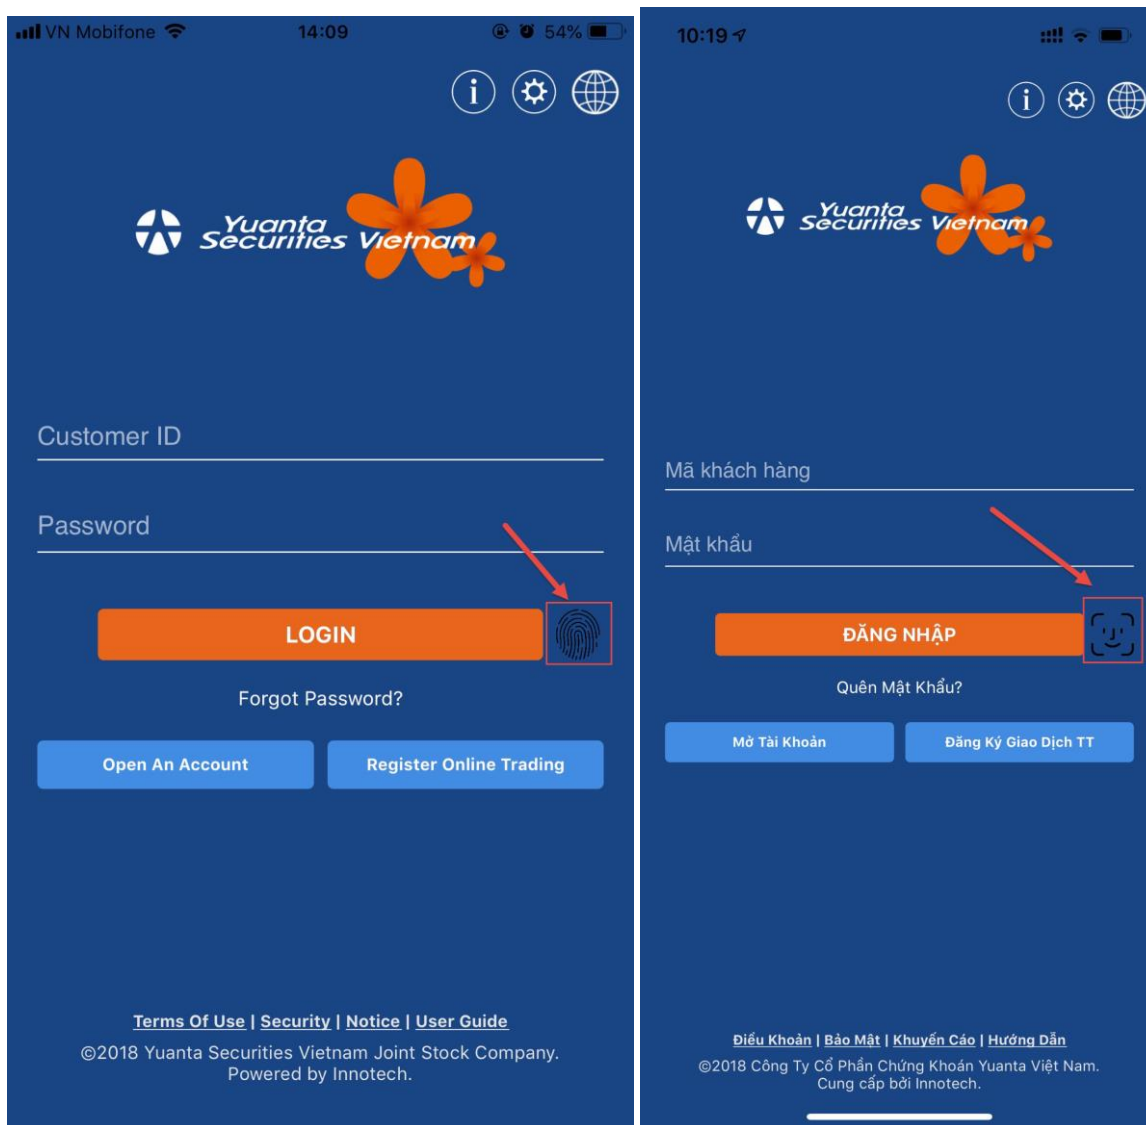 VN Mobifone 14:09 54%
i
Yuanta
Securities Vietnam
Customer ID
Password
LOGIN
Forgot Password?
Open An Account Register Online Trading
Terms Of Use | Security | Notice | User Guide
©2018 Yuanta Securities Vietnam Joint Stock Company.
Powered by Innotech.
10:19
i
Yuanta
Securities Vietnam
Mã khách hàng
Mật khẩu
ĐĂNG NHẬP
Quên Mật Khẩu?
Mở Tài Khoản Đăng Ký Giao Dịch TT
Điều Khoản | Bảo Mật | Khuyến Cáo | Hướng Dẫn
©2018 Công Ty Cổ Phần Chứng Khoán Yuanta Việt Nam.
Cung cấp bởi Innotech.